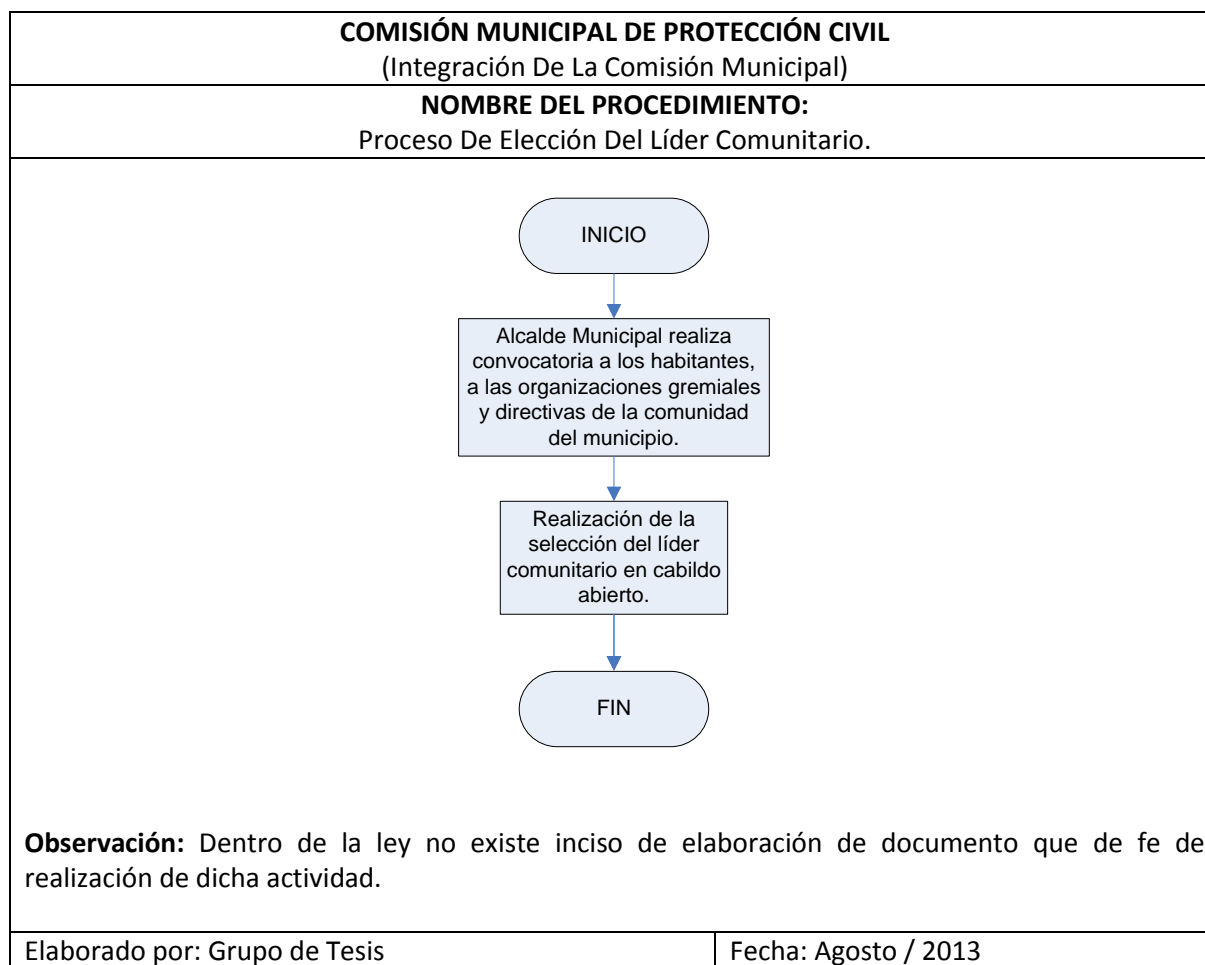 COMISIÓN MUNICIPAL DE PROTECCIÓN CIVIL
(Integración De La Comisión Municipal)
NOMBRE DEL PROCEDIMIENTO:
Proceso De Elección Del Líder Comunitario.
INICIO
Alcalde Municipal realiza
convocatoria a los habitantes,
a las organizaciones gremiales
y directivas de la comunidad
del municipio.
Realización de la
selección del líder
comunitario en cabildo
abierto.
FIN
Observación: Dentro de la ley no existe inciso de elaboración de documento que de fe de
realización de dicha actividad.
Elaborado por: Grupo de Tesis
Fecha: Agosto / 2013